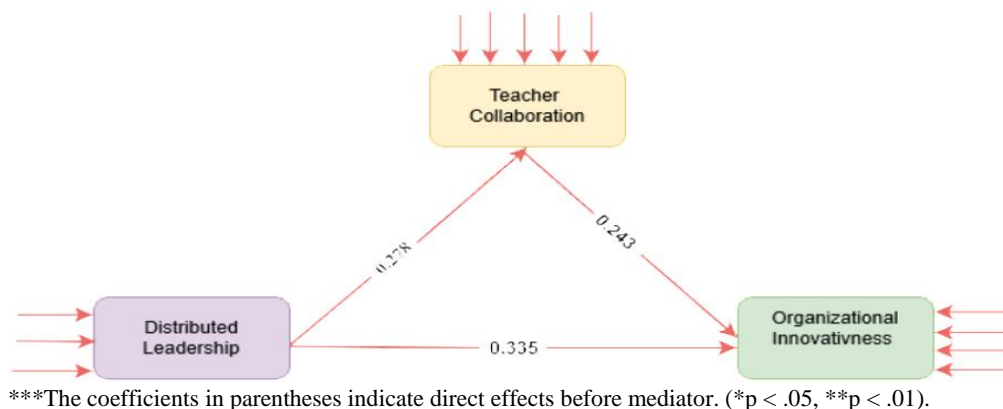 Teacher
Collaboration
0.278
0.243
Distributed
Leadership
0.335
Organizational
Innovativness
***The coefficients in parentheses indicate direct effects before mediator. (*p < .05, **p < .01).